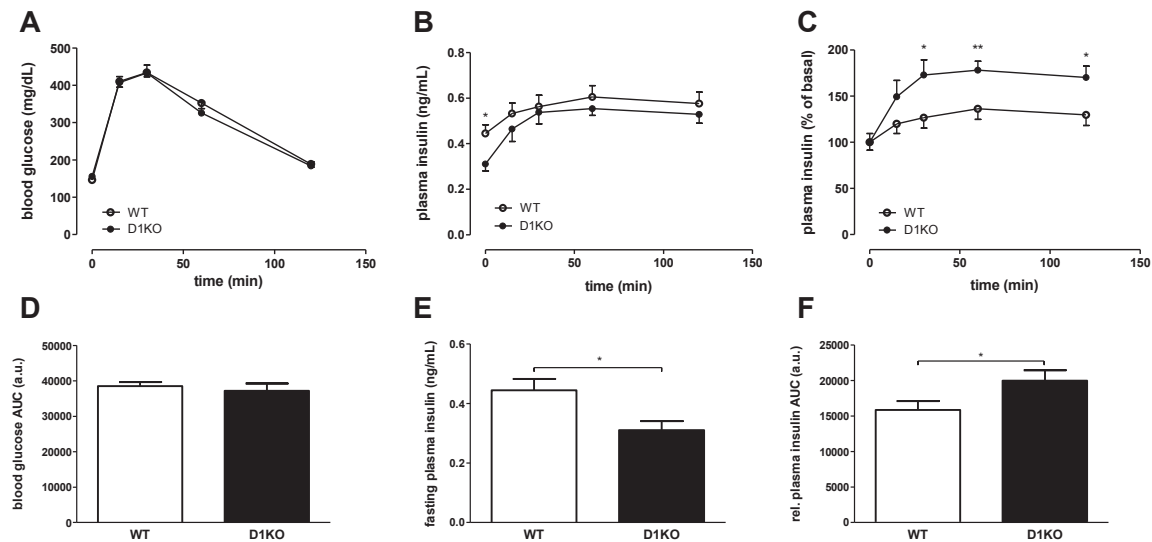 A
blood glucose (mg/dL)
500
400
300
200
100
0
WT
D1KO
0
50
100
150
time (min)
B
plasma insulin (ng/mL)
0.8
0.6
0.4
0.2
0.0
*
WT
D1KO
0
50
100
150
time (min)
C
plasma insulin (% of basal)
200
150
100
50
0
*
**
*
WT
D1KO
0
50
100
150
time (min)
D
blood glucose AUC (a.u.)
50000
40000
30000
20000
10000
0
WT
D1KO
E
fasting plasma insulin (ng/mL)
0.6
0.4
0.2
0.0
*
WT
D1KO
F
rel. plasma insulin AUC (a.u.)
25000
20000
15000
10000
5000
0
*
WT
D1KO